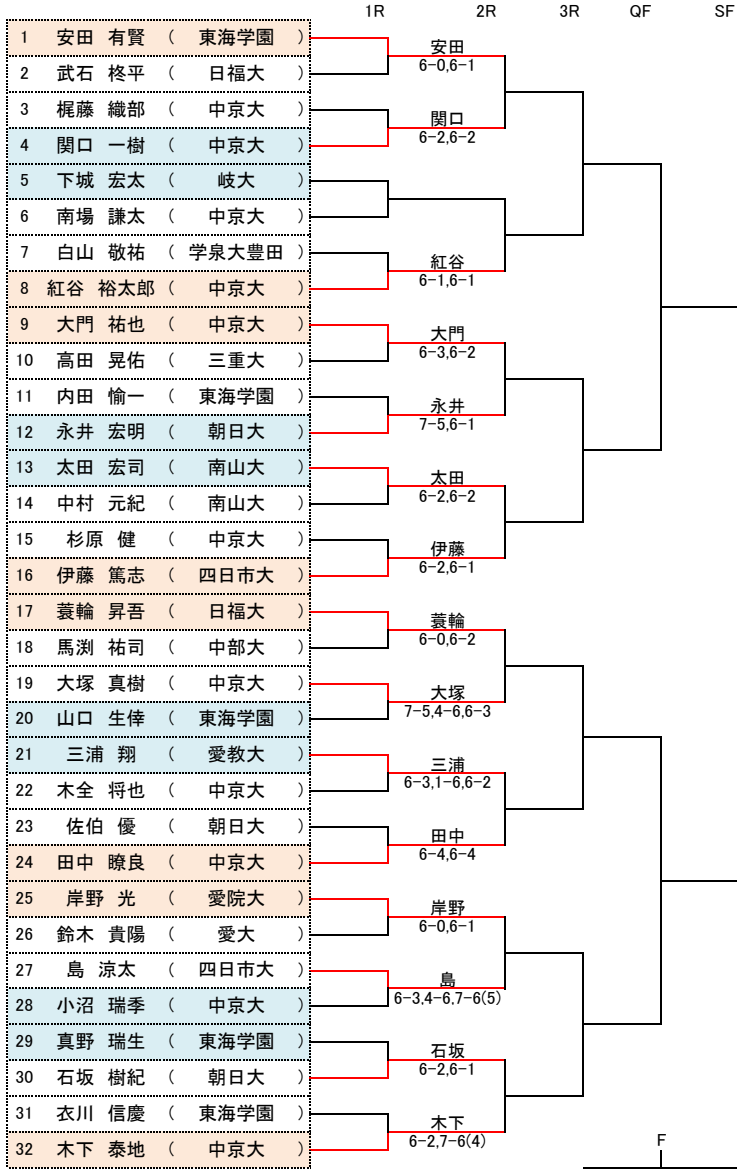 1R 2R 3R QF SF
1 安田 有賢 ( 東海学園 )
2 武石 柊平 ( 日福大 )
3 梶藤 織部 ( 中京大 )
4 関口 一樹 ( 中京大 )
5 下城 宏太 ( 岐大 )
6 南場 謙太 ( 中京大 )
7 白山 敬祐 ( 学泉大豊田 )
8 紅谷 裕太郎 ( 中京大 )
9 大門 祐也 ( 中京大 )
10 高田 晃佑 ( 三重大 )
11 内田 愉一 ( 東海学園 )
12 永井 宏明 ( 朝日大 )
13 太田 宏司 ( 南山大 )
14 中村 元紀 ( 南山大 )
15 杉原 健 ( 中京大 )
16 伊藤 篤志 ( 四日市大 )
17 蓑輪 昇吾 ( 日福大 )
18 馬渕 祐司 ( 中部大 )
19 大塚 真樹 ( 中京大 )
20 山口 生倖 ( 東海学園 )
21 三浦 翔 ( 愛教大 )
22 木全 将也 ( 中京大 )
23 佐伯 優 ( 朝日大 )
24 田中 瞭良 ( 中京大 )
25 岸野 光 ( 愛院大 )
26 鈴木 貴陽 ( 愛大 )
27 島 涼太 ( 四日市大 )
28 小沼 瑞季 ( 中京大 )
29 真野 瑞生 ( 東海学園 )
30 石坂 樹紀 ( 朝日大 )
31 衣川 信慶 ( 東海学園 )
32 木下 泰地 ( 中京大 )
安田
6-0,6-1
関口
6-2,6-2
紅谷
6-1,6-1
大門
6-3,6-2
永井
7-5,6-1
太田
6-2,6-2
伊藤
6-2,6-1
蓑輪
6-0,6-2
大塚
7-5,4-6,6-3
三浦
6-3,1-6,6-2
田中
6-4,6-4
岸野
6-0,6-1
島
6-3,4-6,7-6(5)
石坂
6-2,6-1
木下
6-2,7-6(4)
F